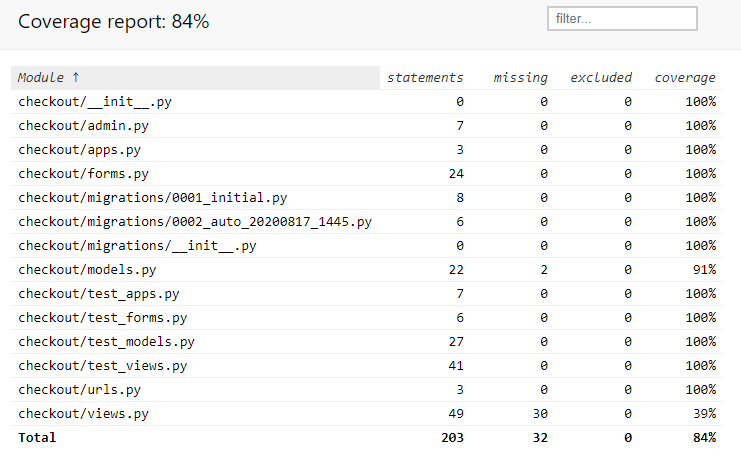 Coverage report: 84%
filter...
Module ↑ statements missing excluded coverage
checkout/__init__.py 0 0 0 100%
checkout/admin.py 7 0 0 100%
checkout/apps.py 3 0 0 100%
checkout/forms.py 24 0 0 100%
checkout/migrations/0001_initial.py 8 0 0 100%
checkout/migrations/0002_auto_20200817_1445.py 6 0 0 100%
checkout/migrations/__init__.py 0 0 0 100%
checkout/models.py 22 2 0 91%
checkout/test_apps.py 7 0 0 100%
checkout/test_forms.py 6 0 0 100%
checkout/test_models.py 27 0 0 100%
checkout/test_views.py 41 0 0 100%
checkout/urls.py 3 0 0 100%
checkout/views.py 49 30 0 39%
Total 203 32 0 84%